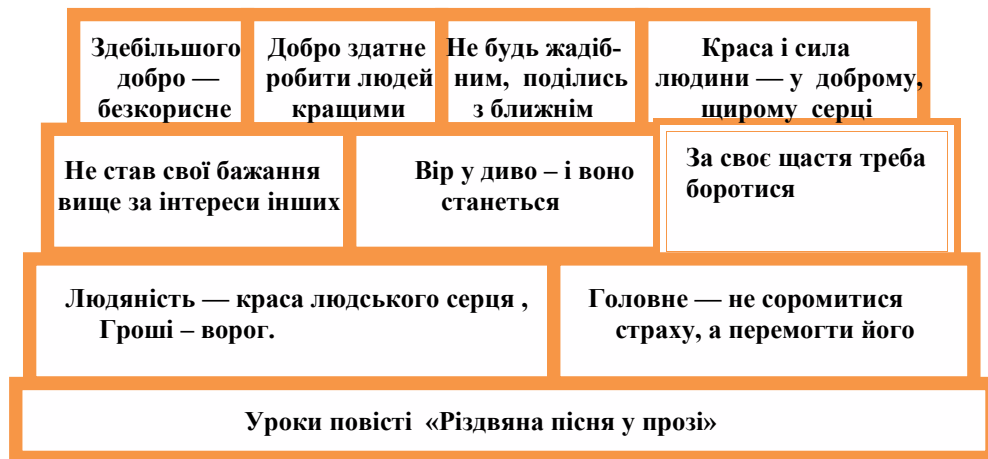 Здебільшого
добро —
безкорисне
Добро здатне
робити людей
кращими
Не будь жадіб-
ним, поділись
з ближнім
Краса і сила
людини — у доброму,
щирому серці
Не став свої бажання
вище за інтереси інших
Вір у диво – і воно
станеться
За своє щастя треба
боротися
Людяність — краса людського серця ,
Гроші – ворог.
Головне — не соромитися
страху, а перемогти його
Уроки повісті «Різдвяна пісня у прозі»